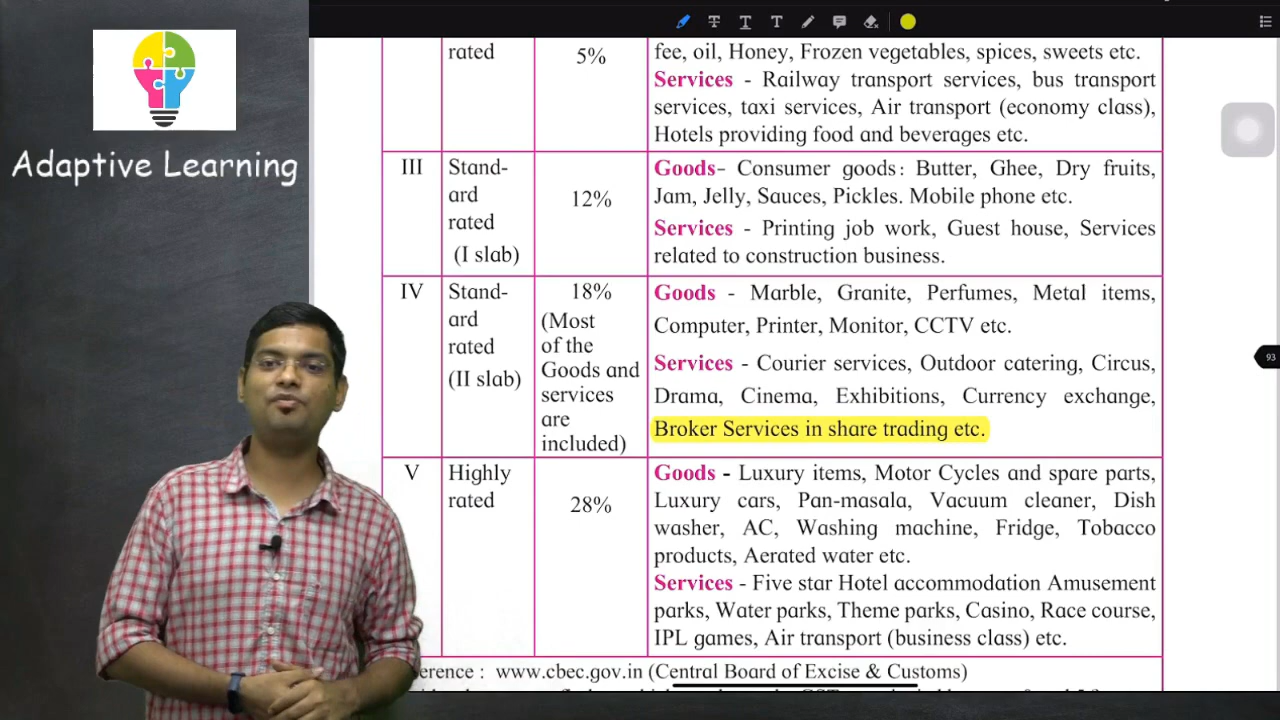 Adaptive Learning
rated
5%
fee, oil, Honey, Frozen vegetables, spices, sweets etc.
Services - Railway transport services, bus transport
services, taxi services, Air transport (economy class),
Hotels providing food and beverages etc.
III
Stand-
ard
rated
(I slab)
12%
Goods- Consumer goods : Butter, Ghee, Dry fruits,
Jam, Jelly, Sauces, Pickles. Mobile phone etc.
Services - Printing job work, Guest house, Services
related to construction business.
IV
Stand-
ard
rated
(II slab)
18%
(Most
of the
Goods and
services
are
included)
Goods - Marble, Granite, Perfumes, Metal items,
Computer, Printer, Monitor, CCTV etc.
Services - Courier services, Outdoor catering, Circus,
Drama, Cinema, Exhibitions, Currency exchange,
Broker Services in share trading etc.
93
V
Highly
rated
28%
Goods - Luxury items, Motor Cycles and spare parts,
Luxury cars, Pan-masala, Vacuum cleaner, Dish
washer, AC, Washing machine, Fridge, Tobacco
products, Aerated water etc.
Services - Five star Hotel accommodation Amusement
parks, Water parks, Theme parks, Casino, Race course,
IPL games, Air transport (business class) etc.
erence : www.cbec.gov.in (Central Board of Excise & Customs)